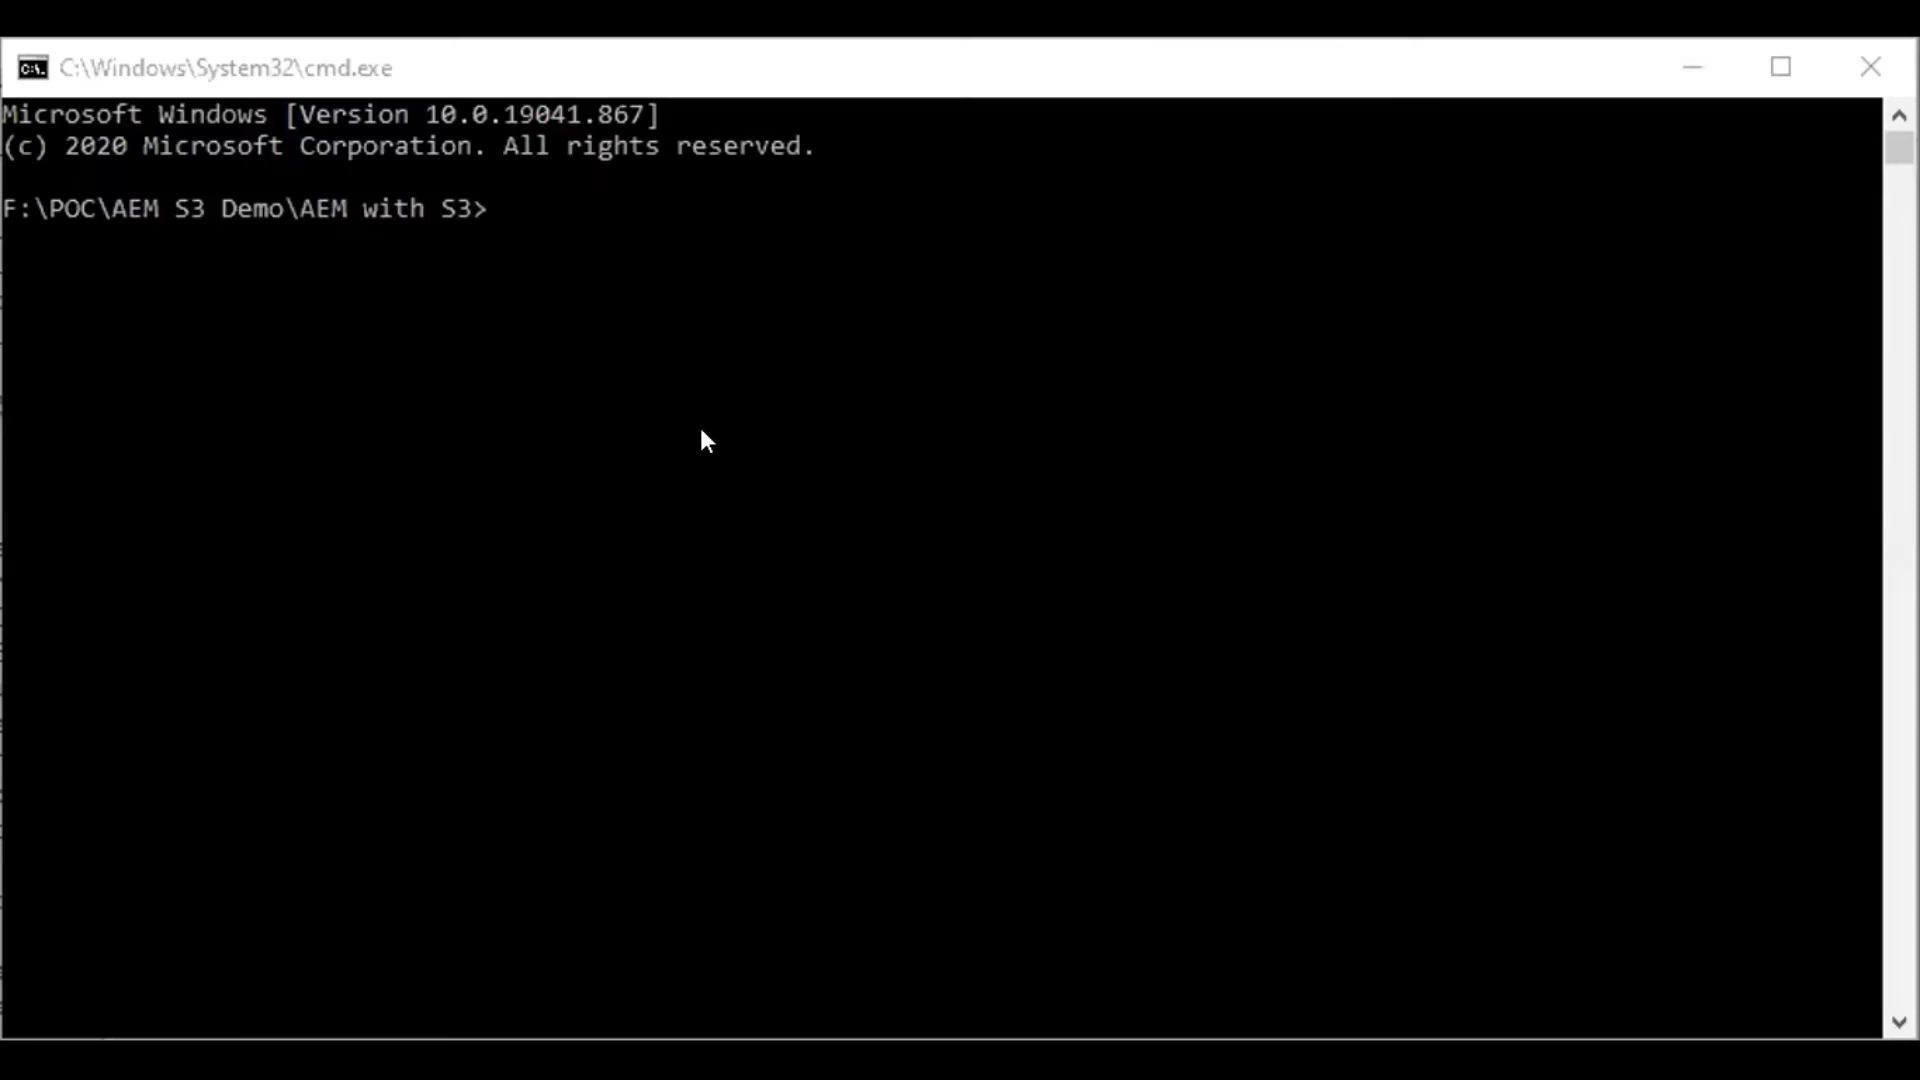 C:\Windows\System32\cmd.exe
Microsoft Windows [Version 10.0.19041.867]
(c) 2020 Microsoft Corporation. All rights reserved.
F:\POC\AEM S3 Demo\AEM with S3>